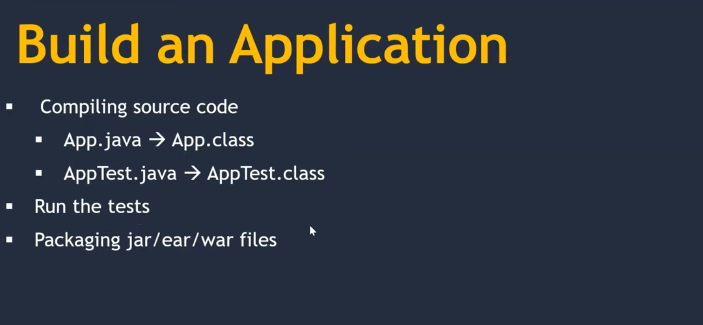 Build an Application
▪ Compiling source code
▪ App.java → App.class
▪ AppTest.java → AppTest.class
▪ Run the tests
▪ Packaging jar/ear/war files